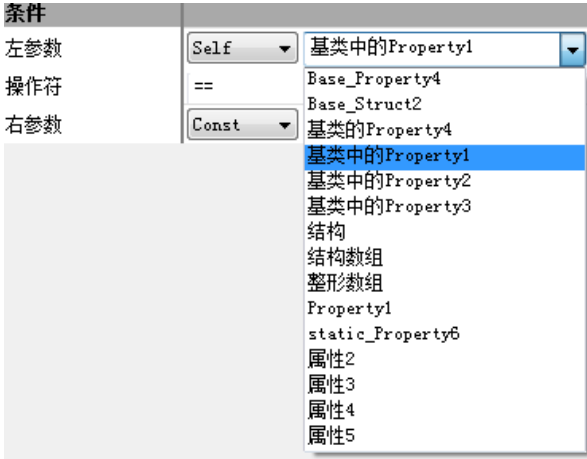 条件
左参数 Self 基类中的Property1
操作符 ==
右参数 Const
Base_Property4
Base_Struct2
基类的Property4
基类中的Property1
基类中的Property2
基类中的Property3
结构
结构数组
整形数组
Property1
static_Property6
属性2
属性3
属性4
属性5